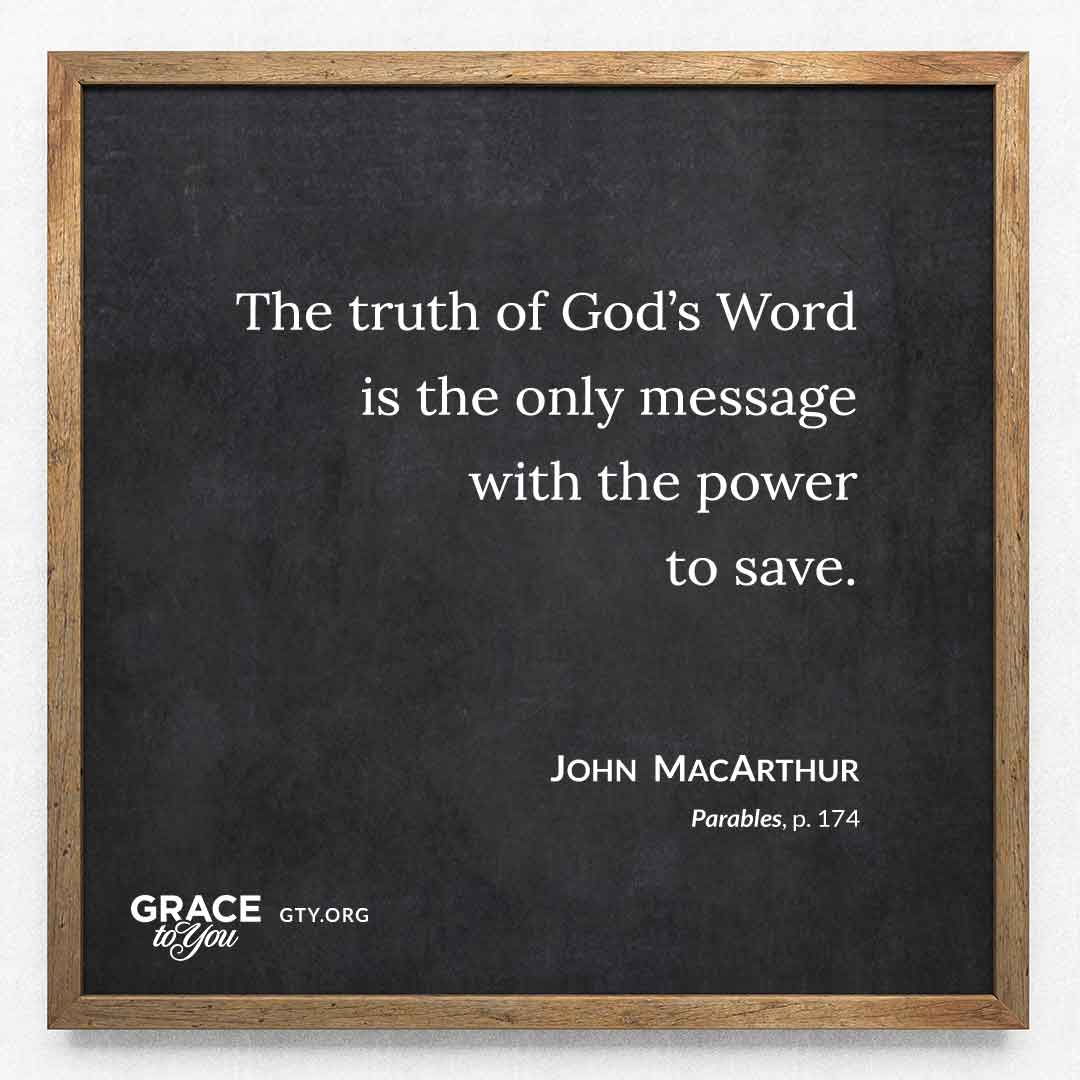 The truth of God’s Word
is the only message
with the power
to save.
John MacArthur
Parables, p. 174
GRACE
to You
GTY.ORG